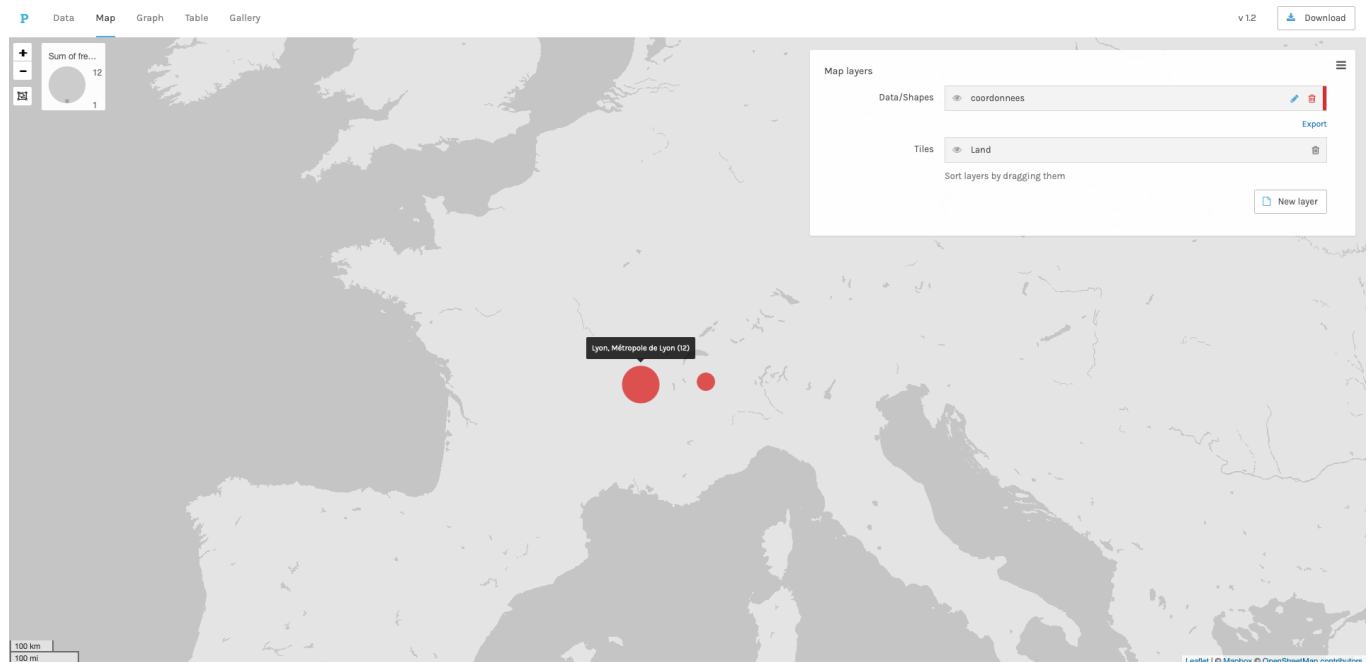 P Data Map Graph Table Gallery v 1.2 Download
+
−
Sum of fre...
12
1
Map layers
Data/Shapes coordonnees
Export
Tiles Land
Sort layers by dragging them
New layer
Lyon, Métropole de Lyon (12)
100 km
100 mi
Leaflet | © Mapbox © OpenStreetMap contributors